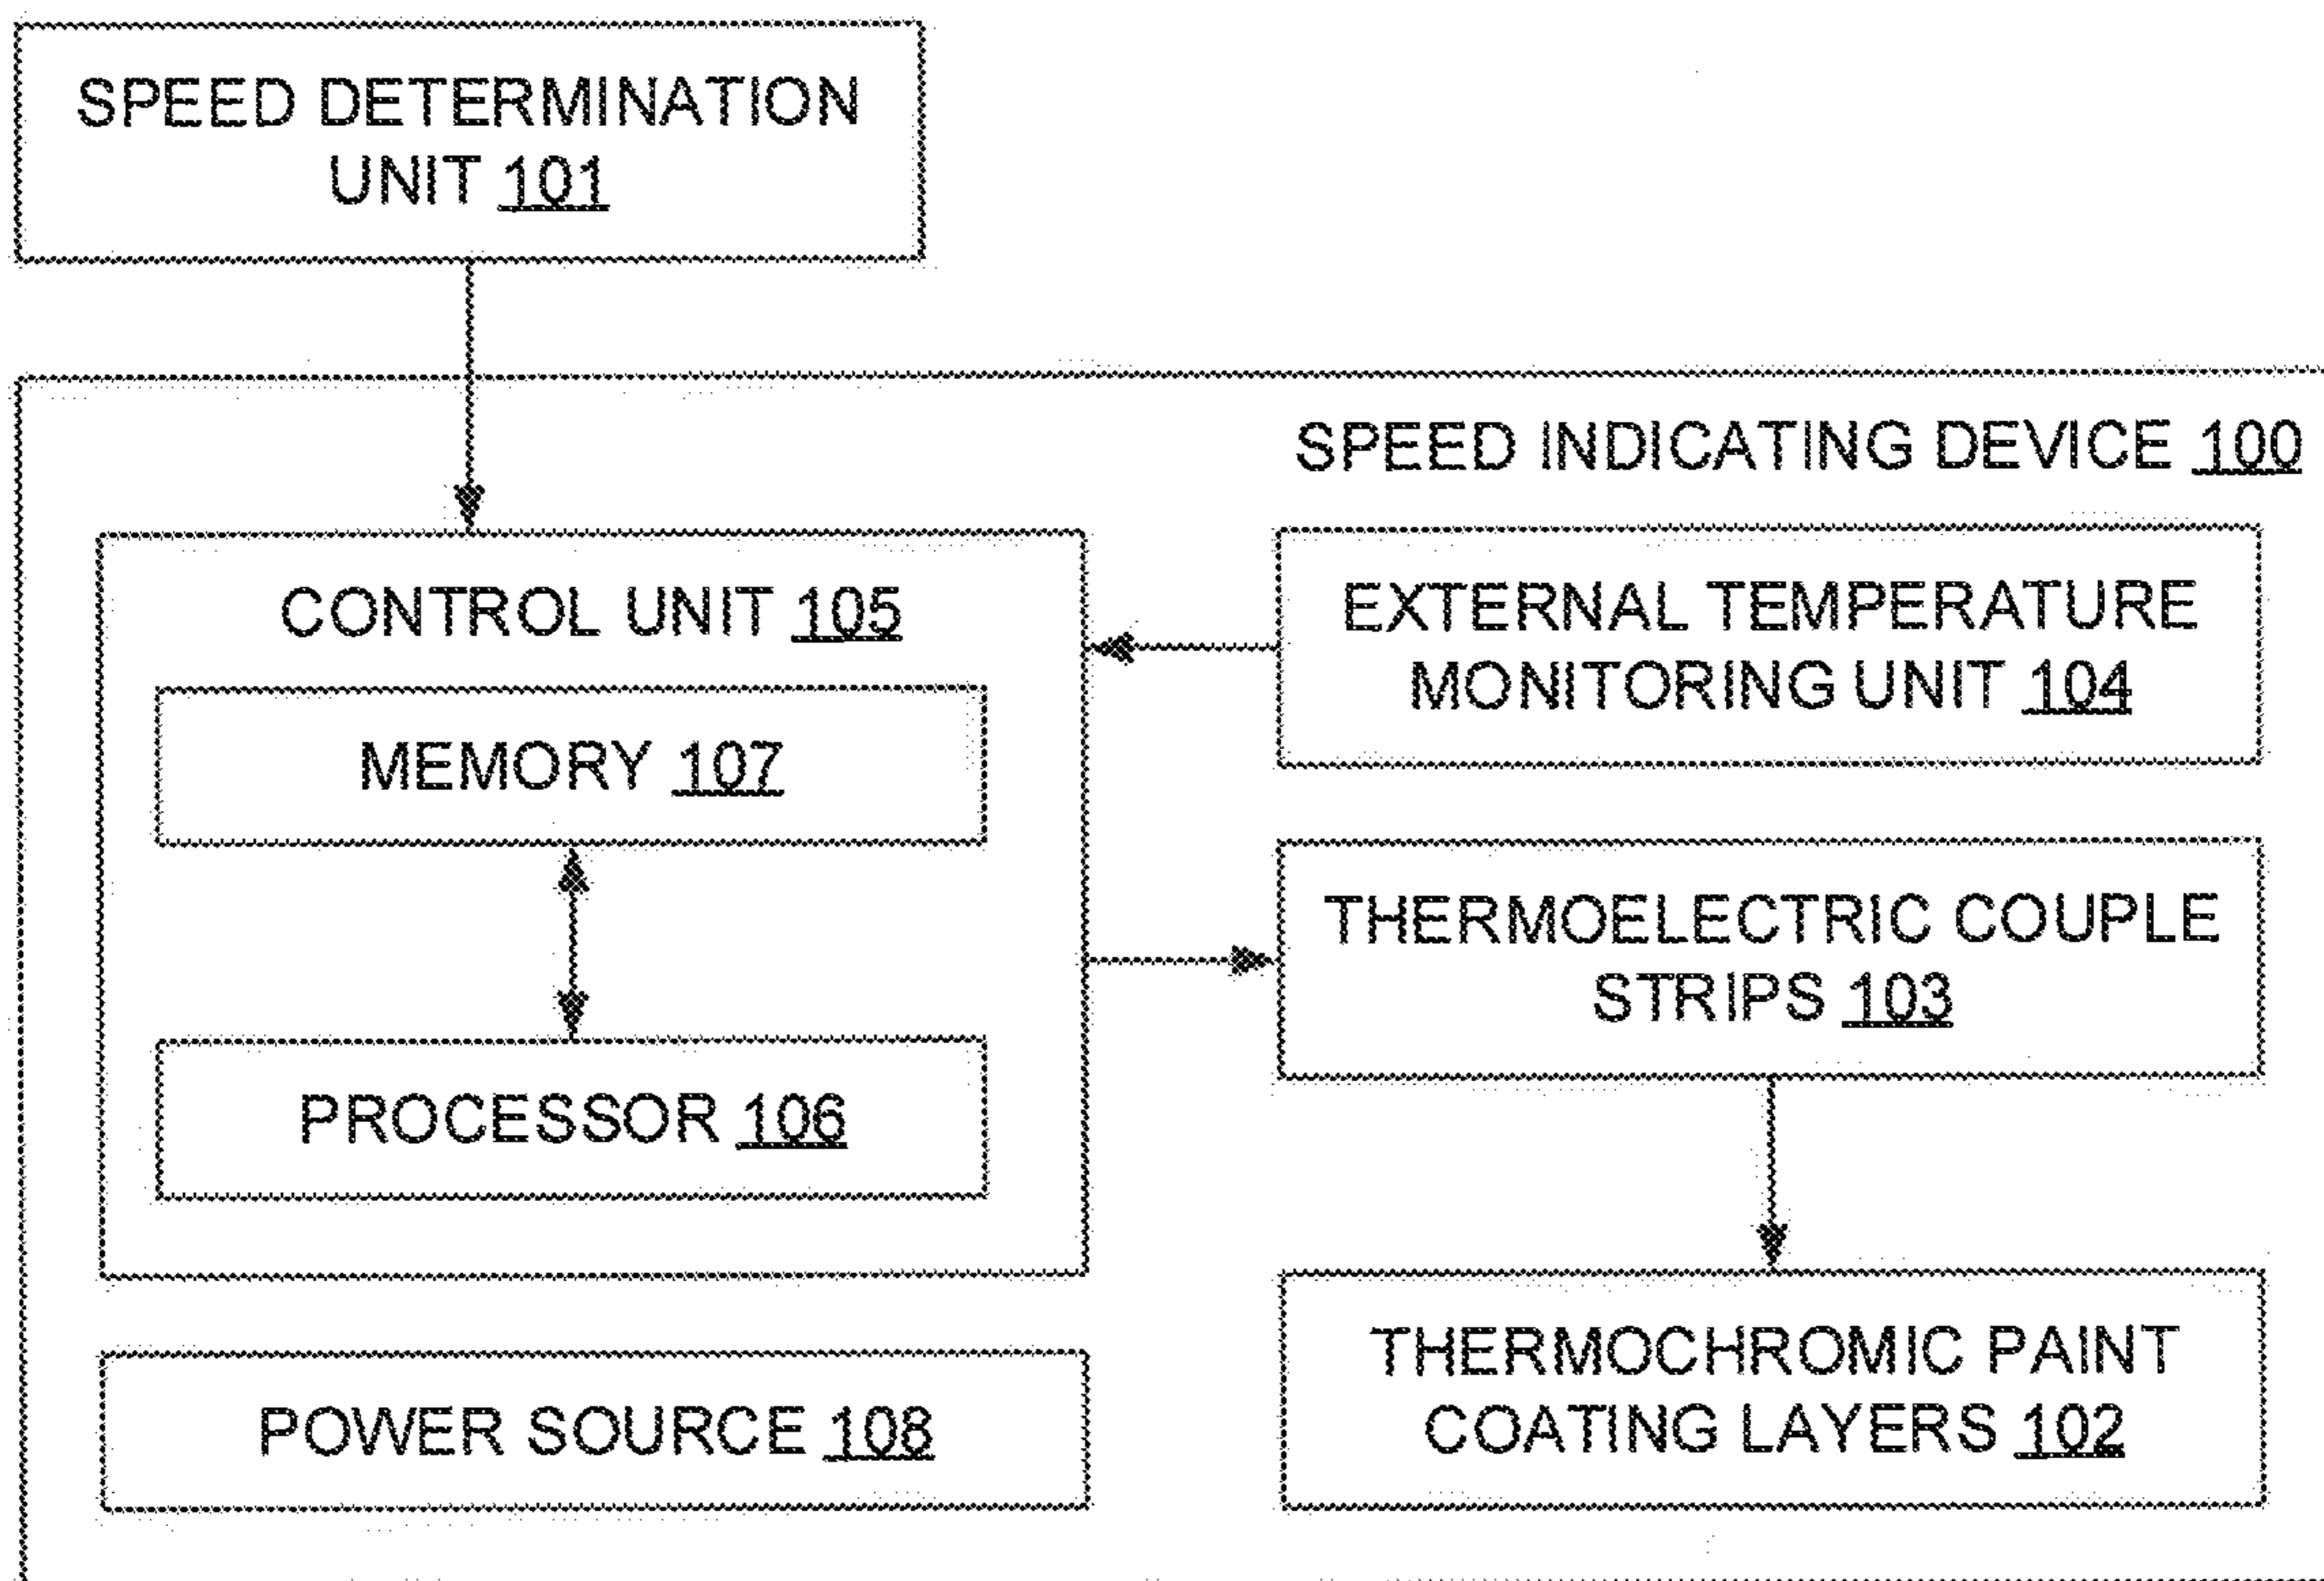 SPEED DETERMINATION
UNIT 101
SPEED INDICATING DEVICE 100
CONTROL UNIT 105
MEMORY 107
PROCESSOR 106
POWER SOURCE 108
EXTERNAL TEMPERATURE
MONITORING UNIT 104
THERMOELECTRIC COUPLE
STRIPS 103
THERMOCHROMIC PAINT
COATING LAYERS 102